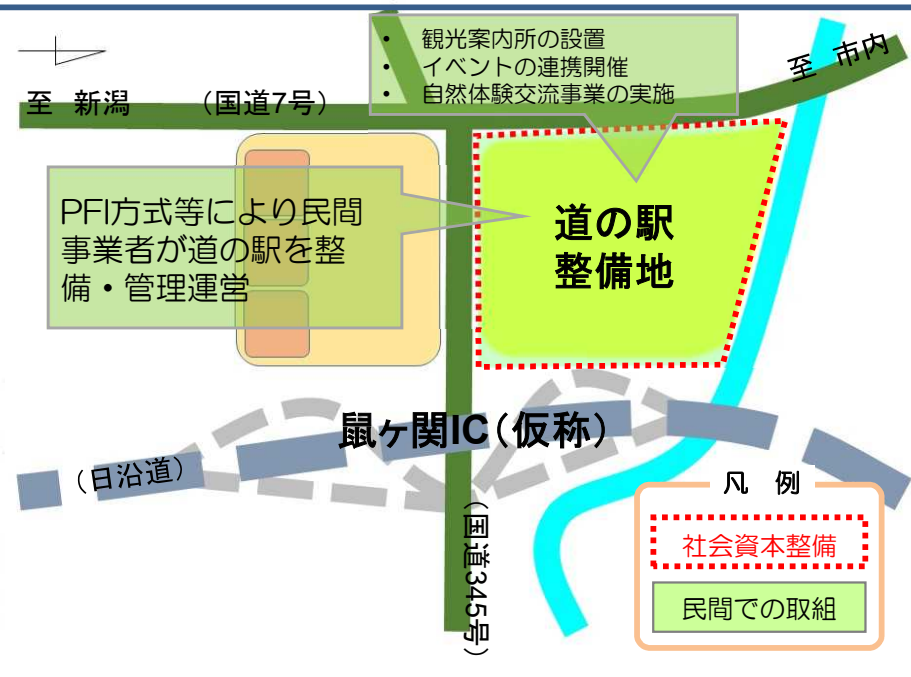 • 観光案内所の設置
• イベントの連携開催
• 自然体験交流事業の実施
至 市内
至 新潟 (国道7号)
PFI方式等により民間
事業者が道の駅を整
備・管理運営
道の駅
整備地
鼠ヶ関IC(仮称)
(日沿道)
(国道345号)
凡 例
社会資本整備
民間での取組